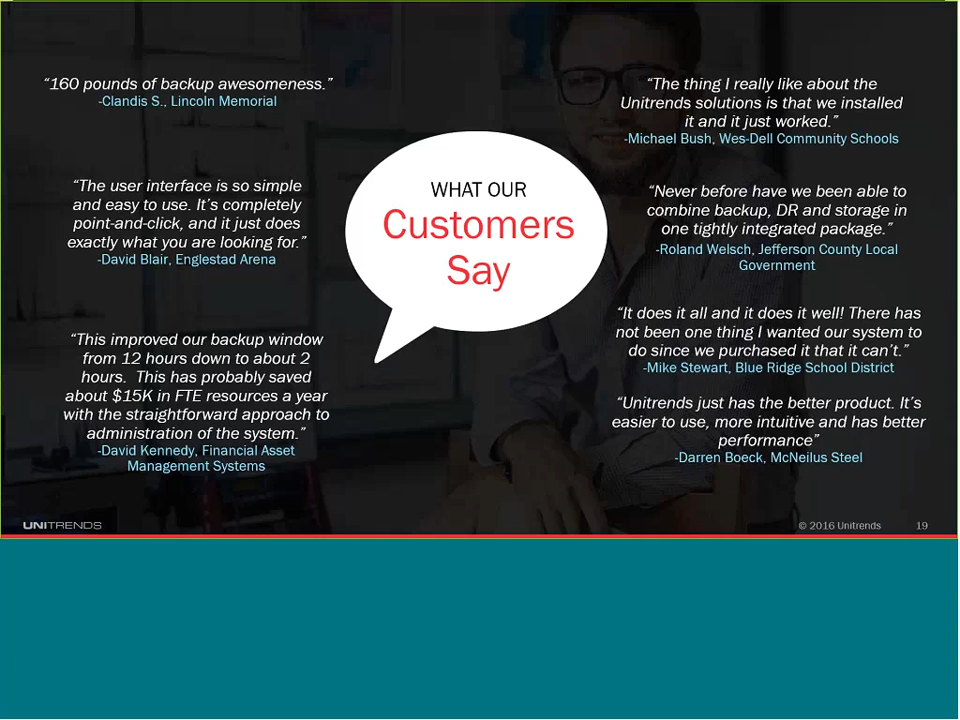 “160 pounds of backup awesomeness.”
-Clandis S., Lincoln Memorial
“The user interface is so simple
and easy to use. It’s completely
point-and-click, and it just does
exactly what you are looking for.”
-David Blair, Englestad Arena
“This improved our backup window
from 12 hours down to about 2
hours.  This has probably saved
about $15K in FTE resources a year
with the straightforward approach to
administration of the system.”
-David Kennedy, Financial Asset
Management Systems
WHAT OUR
Customers
Say
“The thing I really like about the
Unitrends solutions is that we installed
it and it just worked.”
-Michael Bush, Wes-Dell Community Schools
“Never before have we been able to
combine backup, DR and storage in
one tightly integrated package.”
-Roland Welsch, Jefferson County Local
Government
“It does it all and it does it well! There has
not been one thing I wanted our system to
do since we purchased it that it can’t.”
-Mike Stewart, Blue Ridge School District
“Unitrends just has the better product. It’s
easier to use, more intuitive and has better
performance”
-Darren Boeck, McNeilus Steel
UNITRENDS
© 2016 Unitrends
19